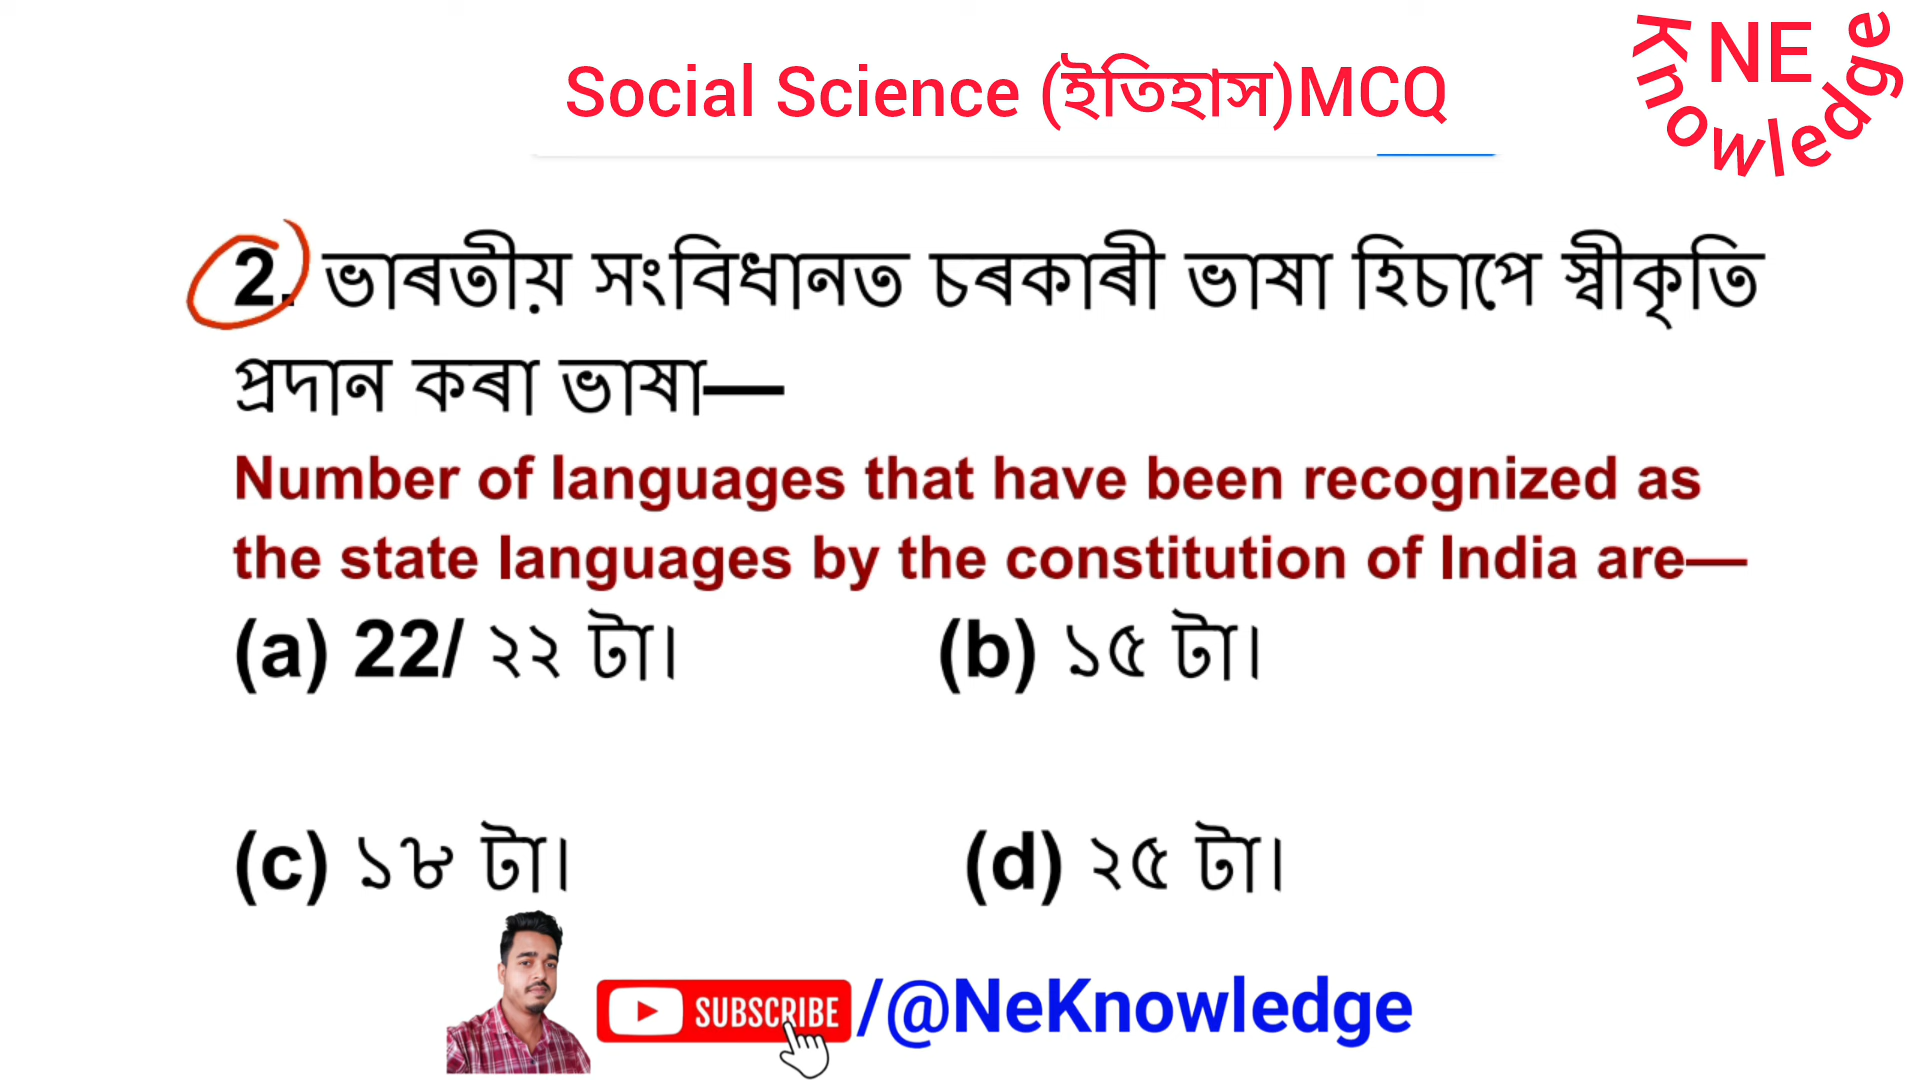 Social Science (ইতিহাস)MCQ
NE
Knowledge
2. ভাৰতীয় সংবিধানত চৰকাৰী ভাষা হিচাপে স্বীকৃতি
প্ৰদান কৰা ভাষা—
Number of languages that have been recognized as
the state languages by the constitution of India are—
(a) 22/ ২২ টা। (b) ১৫ টা।
(c) ১৮ টা। (d) ২৫ টা।
SUBSCRIBE /@NeKnowledge